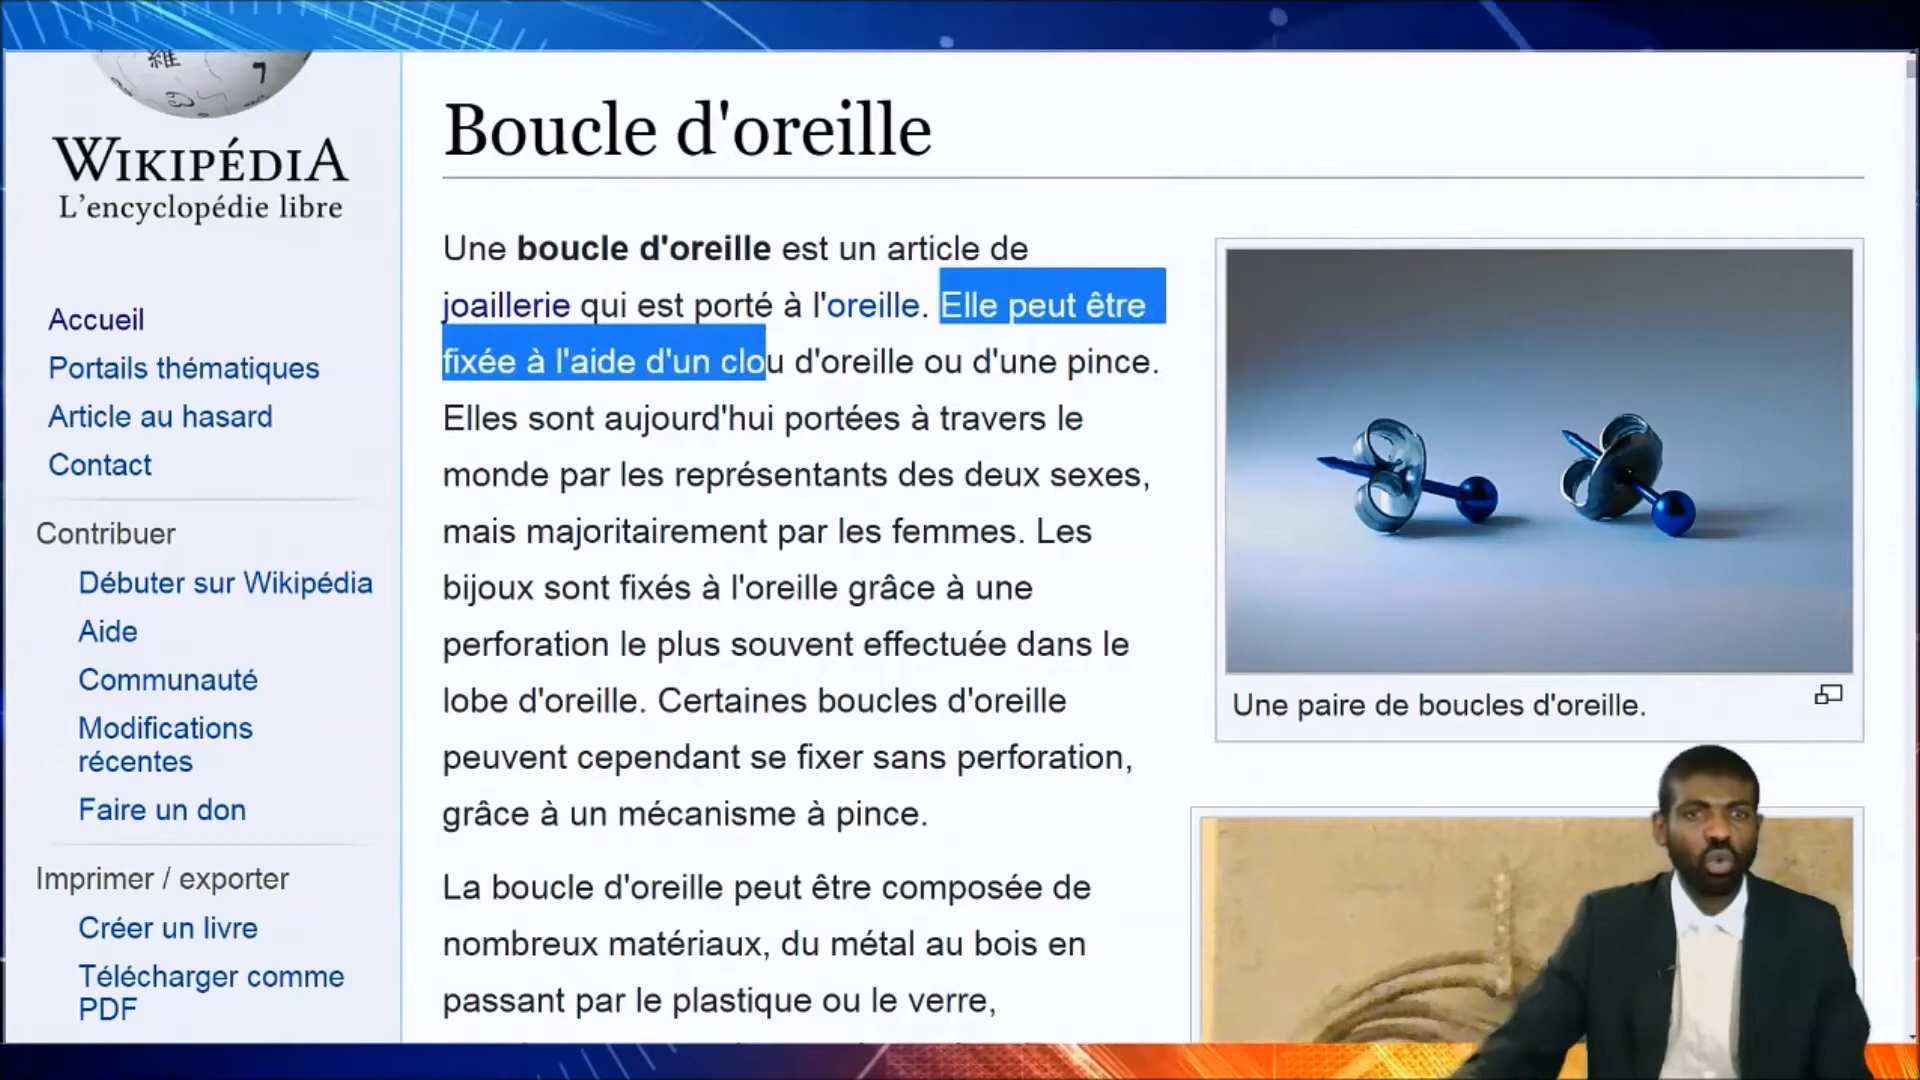 維
7
WIKIPÉDIA
L'encyclopédie libre
Accueil
Portails thématiques
Article au hasard
Contact
Contribuer
Débuter sur Wikipédia
Aide
Communauté
Modifications
récentes
Faire un don
Imprimer / exporter
Créer un livre
Télécharger comme
PDF
Boucle d'oreille
Une boucle d'oreille est un article de
joaillerie qui est porté à l'oreille. Elle peut être
fixée à l'aide d'un clou d'oreille ou d'une pince.
Elles sont aujourd'hui portées à travers le
monde par les représentants des deux sexes,
mais majoritairement par les femmes. Les
bijoux sont fixés à l'oreille grâce à une
perforation le plus souvent effectuée dans le
lobe d'oreille. Certaines boucles d'oreille
peuvent cependant se fixer sans perforation,
grâce à un mécanisme à pince.
La boucle d'oreille peut être composée de
nombreux matériaux, du métal au bois en
passant par le plastique ou le verre,
Une paire de boucles d'oreille.